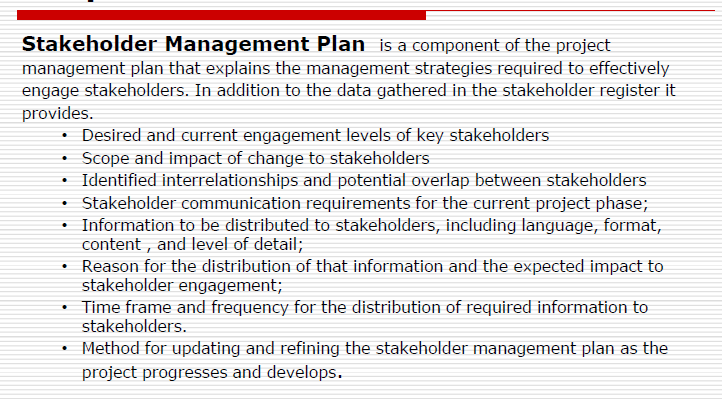 Stakeholder Management Plan is a component of the project
management plan that explains the management strategies required to effectively
engage stakeholders. In addition to the data gathered in the stakeholder register it
provides.
• Desired and current engagement levels of key stakeholders
• Scope and impact of change to stakeholders
• Identified interrelationships and potential overlap between stakeholders
• Stakeholder communication requirements for the current project phase;
• Information to be distributed to stakeholders, including language, format,
content , and level of detail;
• Reason for the distribution of that information and the expected impact to
stakeholder engagement;
• Time frame and frequency for the distribution of required information to
stakeholders.
• Method for updating and refining the stakeholder management plan as the
project progresses and develops.